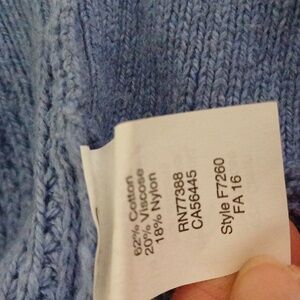 62% Cotton
20% Viscose
18% Nylon
RN77388
CA56445
Style F7260
FA 16